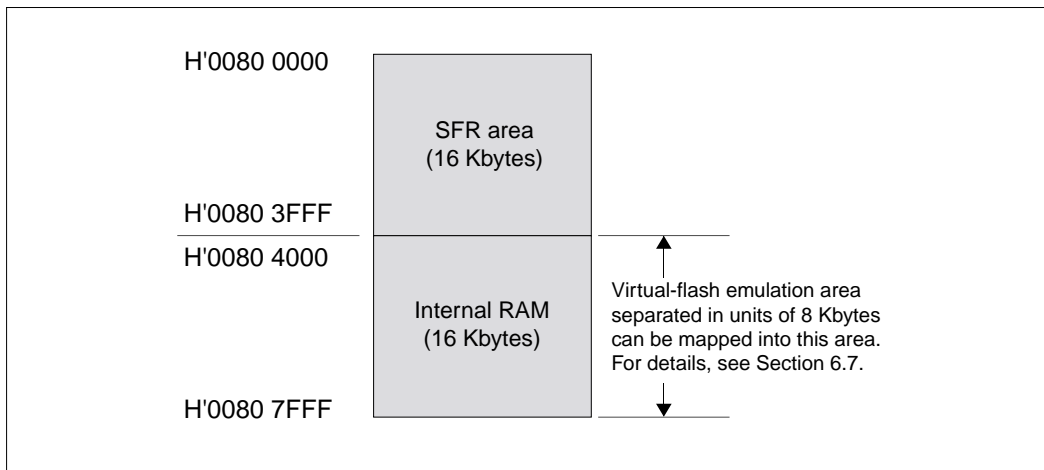 H'0080 0000
SFR area
(16 Kbytes)
H'0080 3FFF
H'0080 4000
Internal RAM
(16 Kbytes)
Virtual-flash emulation area
separated in units of 8 Kbytes
can be mapped into this area.
For details, see Section 6.7.
H'0080 7FFF